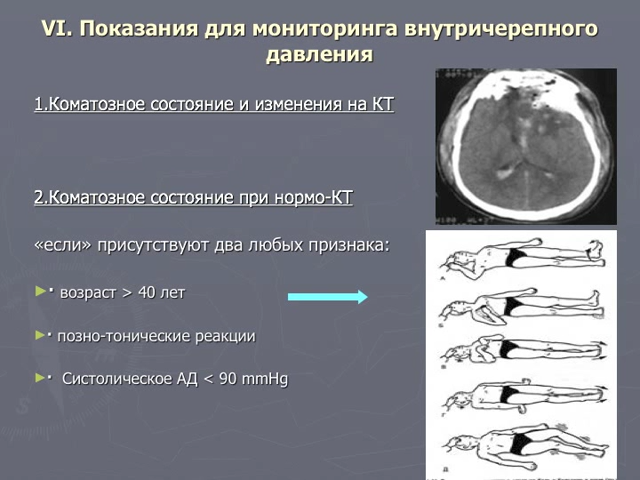 VI. Показания для мониторинга внутричерепного
давления
1.Коматозное состояние и изменения на КТ
2.Коматозное состояние при нормо-КТ
«если» присутствуют два любых признака:
· возраст > 40 лет
· позно-тонические реакции
· Систолическое АД < 90 mmHg